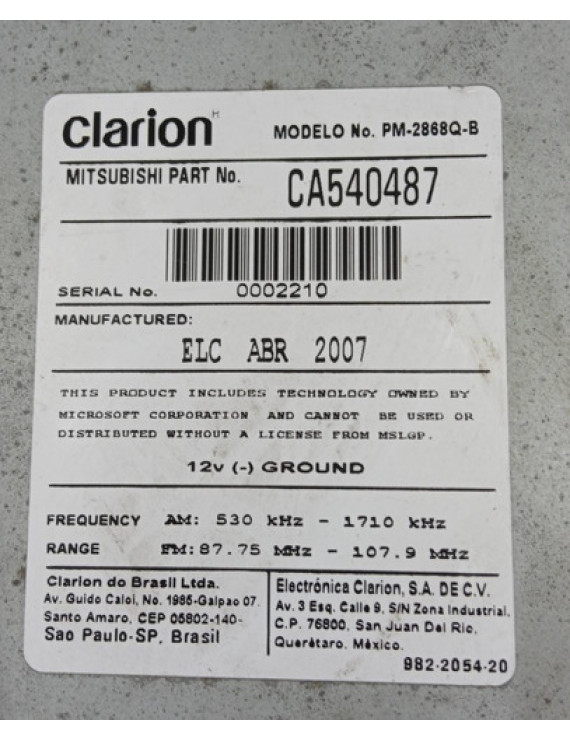 clarion H MODELO No. PM-2868Q-B
MITSUBISHI PART No. CA540487
SERIAL No. 0002210
MANUFACTURED:
ELC ABR 2007
THIS PRODUCT INCLUDES TECHNOLOGY OWNED BY
MICROSOFT CORPORATION AND CANNOT BE USED OR
DISTRIBUTED WITHOUT A LICENSE FROM MSLGP.
12v (-) GROUND
FREQUENCY AM: 530 kHz - 1710 kHz
RANGE FM:87.75 MHz - 107.9 MHz
Clarion do Brasil Ltda.
Av. Guido Caloi, No. 1985-Galpao 07.
Santo Amaro, CEP 05802-140-
Sao Paulo-SP, Brasil
Electrónica Clarion, S.A. DE C.V.
Av. 3 Esq. Calle 9, S/N Zona Industrial,
C.P. 76800, San Juan Del Rio,
Querétaro, México.
982-2054-20